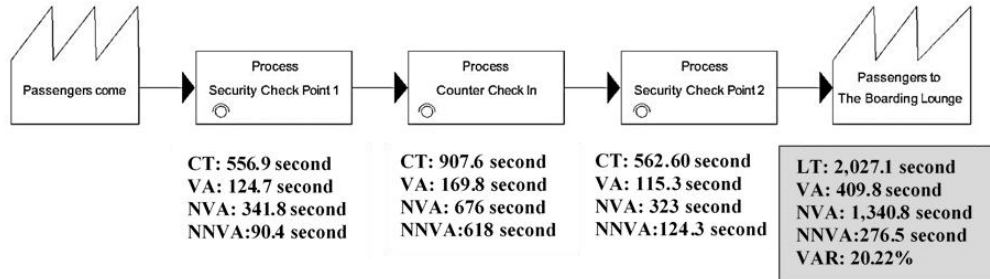 Passengers come
Process
Security Check Point 1
Process
Counter Check In
Process
Security Check Point 2
Passengers to
The Boarding Lounge
CT: 556.9 second
VA: 124.7 second
NVA: 341.8 second
NNVA:90.4 second
CT: 907.6 second
VA: 169.8 second
NVA: 676 second
NNVA:618 second
CT: 562.60 second
VA: 115.3 second
NVA: 323 second
NNVA:124.3 second
LT: 2,027.1 second
VA: 409.8 second
NVA: 1,340.8 second
NNVA:276.5 second
VAR: 20.22%